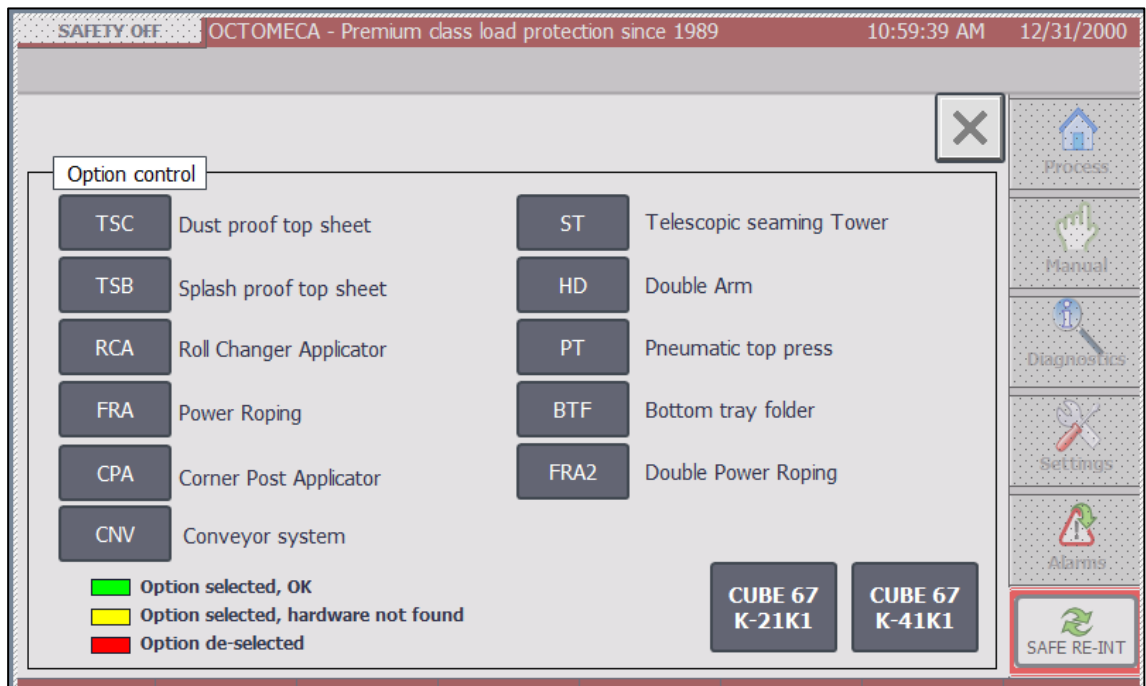 SAFETY OFF OCTOMECA - Premium class load protection since 1989 10:59:39 AM 12/31/2000
Option control
TSC Dust proof top sheet
ST Telescopic seaming Tower
TSB Splash proof top sheet
HD Double Arm
RCA Roll Changer Applicator
PT Pneumatic top press
FRA Power Roping
BTF Bottom tray folder
CPA Corner Post Applicator
FRA2 Double Power Roping
CNV Conveyor system
Option selected, OK
Option selected, hardware not found
Option de-selected
CUBE 67
K-21K1
CUBE 67
K-41K1
Process
Manual
Diagnostics
Settings
Alarms
SAFE RE-INT